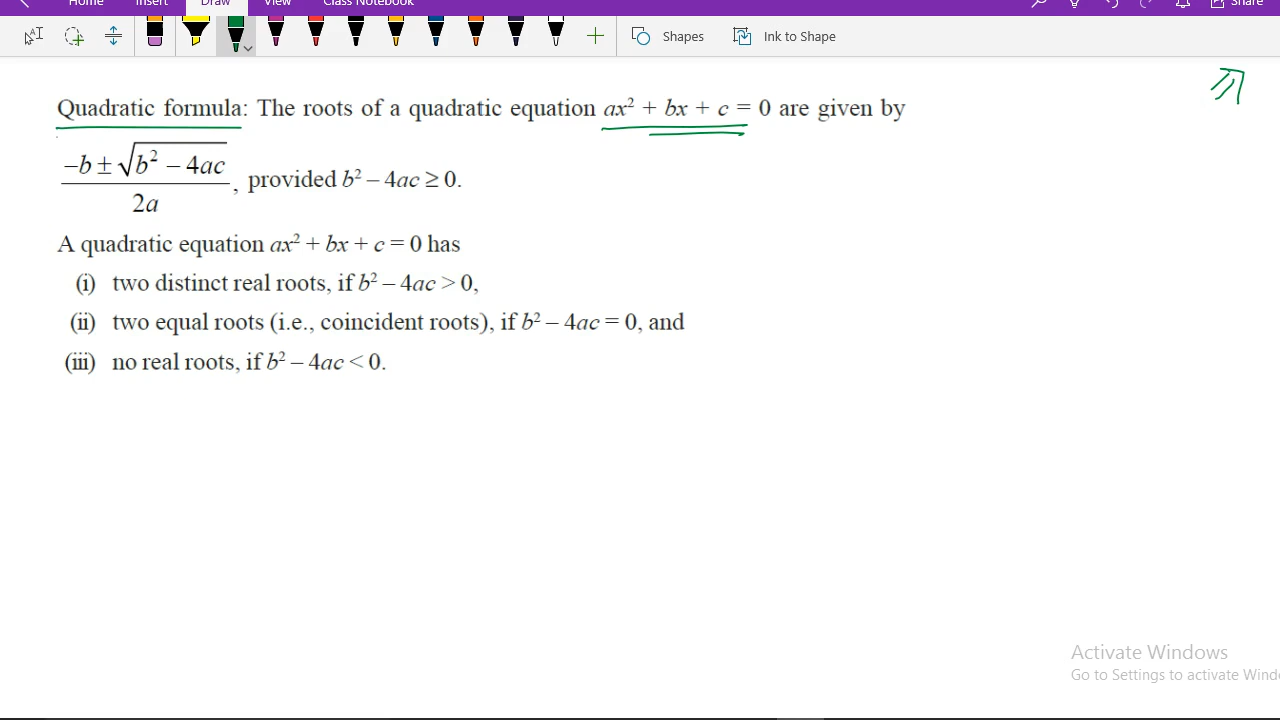 Home Insert Draw View Class Notebook Share
Shapes Ink to Shape
Quadratic formula: The roots of a quadratic equation ax² + bx + c = 0 are given by
(-b ± √(b² – 4ac))/2a, provided b² – 4ac ≥ 0.
A quadratic equation ax² + bx + c = 0 has
(i) two distinct real roots, if b² – 4ac > 0,
(ii) two equal roots (i.e., coincident roots), if b² – 4ac = 0, and
(iii) no real roots, if b² – 4ac < 0.
Activate Windows
Go to Settings to activate Wind